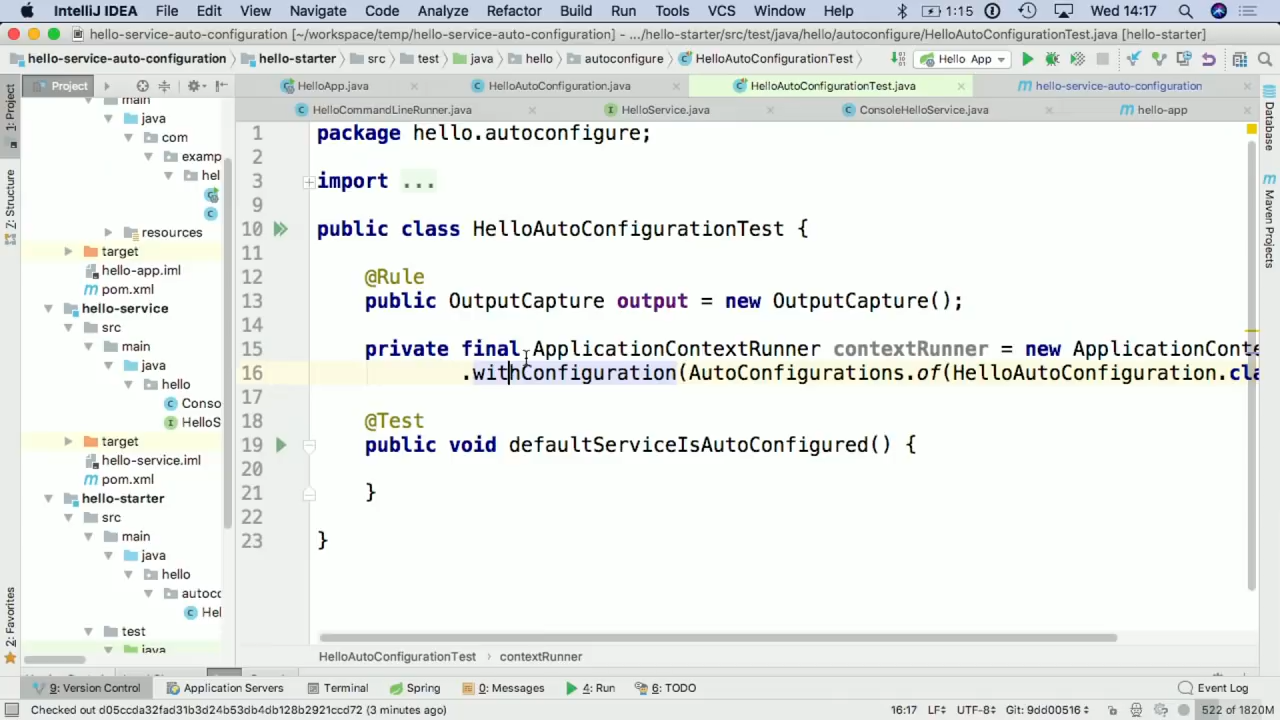 IntelliJ IDEA File Edit View Navigate Code Analyze Refactor Build Run Tools VCS Window Help 1:15 Wed 14:17
hello-service-auto-configuration [~/workspace/temp/hello-service-auto-configuration] - .../hello-starter/src/test/java/hello/autoconfigure/HelloAutoConfigurationTest.java [hello-starter]
hello-service-auto-configuration hello-starter src test java hello autoconfigure HelloAutoConfigurationTest Hello App
Project HelloApp.java HelloAutoConfiguration.java HelloAutoConfigurationTest.java hello-service-auto-configuration
HelloCommandLineRunner.java HelloService.java ConsoleHelloService.java hello-app
1: Project
Z: Structure
2: Favorites
main
java
com
examp
hel
resources
target
hello-app.iml
pom.xml
hello-service
src
main
java
hello
Conso
HelloS
target
hello-service.iml
pom.xml
hello-starter
src
main
java
hello
autoco
Hel
test
java
1 package hello.autoconfigure;
2
3 import ...
9
10 public class HelloAutoConfigurationTest {
11
12 @Rule
13 public OutputCapture output = new OutputCapture();
14
15 private final ApplicationContextRunner contextRunner = new ApplicationConte
16 .withConfiguration(AutoConfigurations.of(HelloAutoConfiguration.cla
17
18 @Test
19 public void defaultServiceIsAutoConfigured() {
20
21 }
22
23 }
Database
Maven Projects
HelloAutoConfigurationTest › contextRunner
9: Version Control Application Servers Terminal Spring 0: Messages 4: Run 6: TODO Event Log
Checked out d05ccda32fad31b3d24b53db4db128b2921ccd72 (3 minutes ago) 16:17 LF÷ UTF-8÷ Git: 9dd00516÷ 522 of 1820M